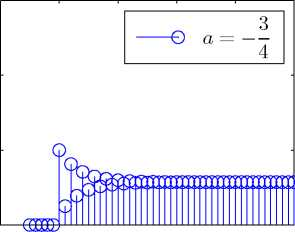 a = -3/4